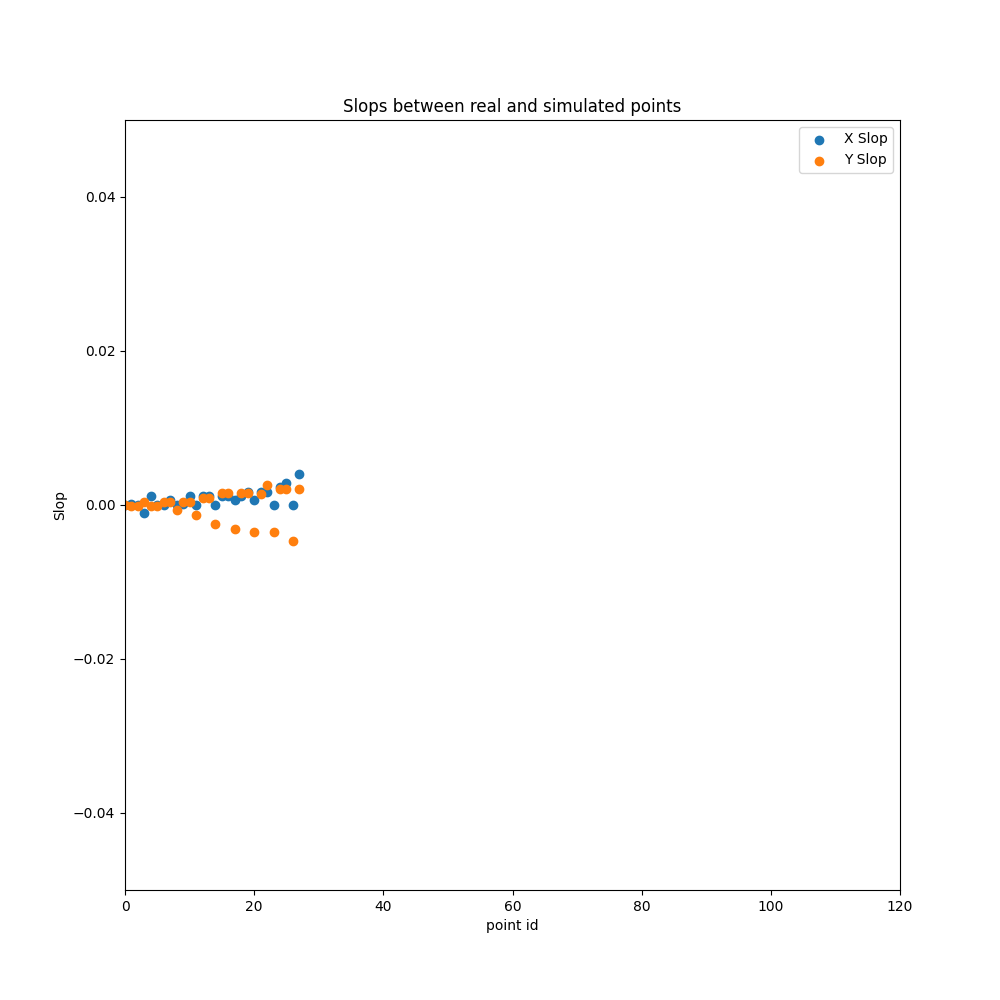 Slops between real and simulated points
X Slop
Y Slop
0.04
0.02
0.00
−0.02
−0.04
Slop
0 20 40 60 80 100 120
point id